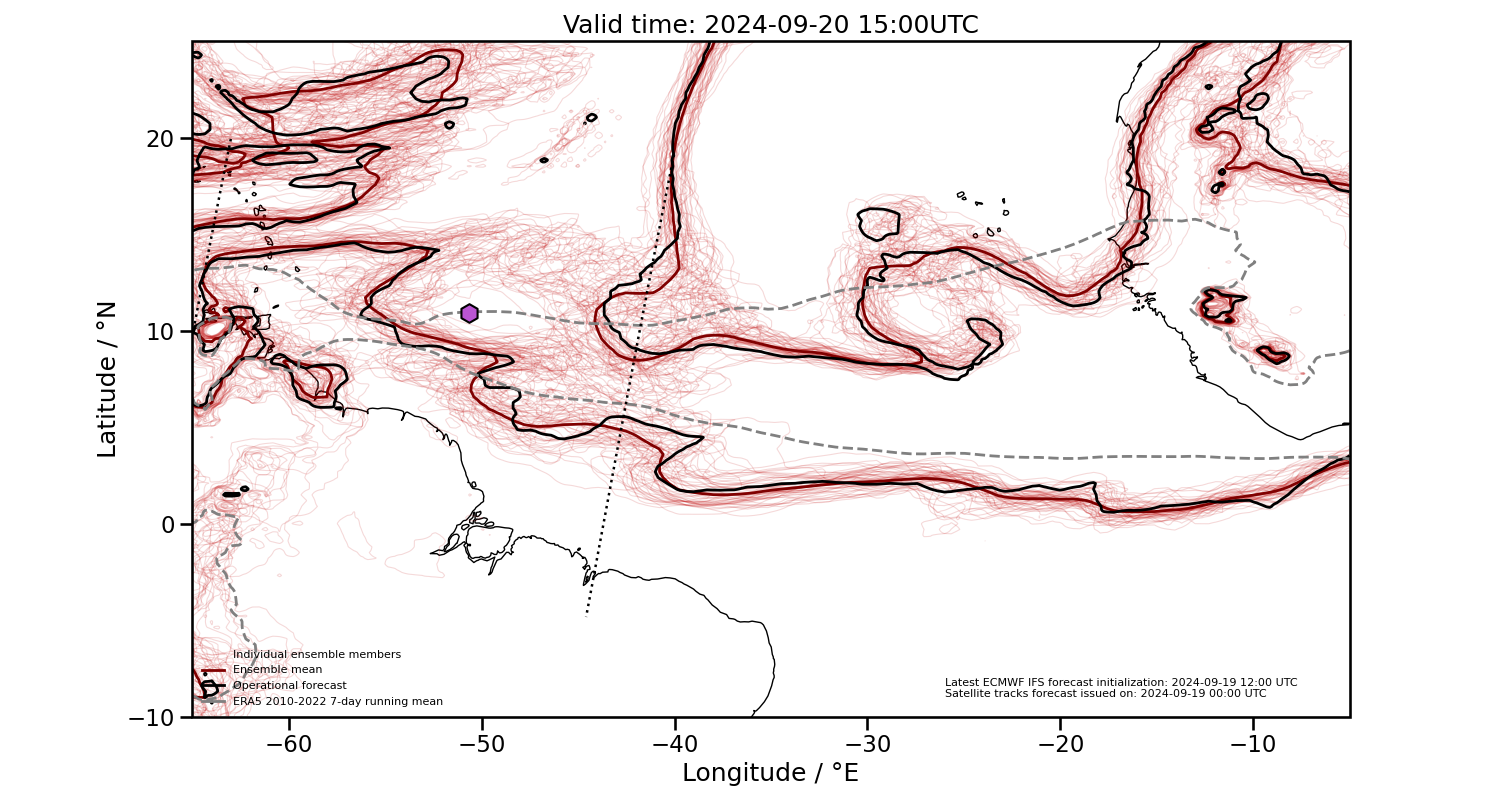 Valid time: 2024-09-20 15:00UTC
20
10
0
−10
Latitude / °N
Individual ensemble members
Ensemble mean
Operational forecast
ERA5 2010-2022 7-day running mean
Latest ECMWF IFS forecast initialization: 2024-09-19 12:00 UTC
Satellite tracks forecast issued on: 2024-09-19 00:00 UTC
−60 −50 −40 −30 −20 −10
Longitude / °E